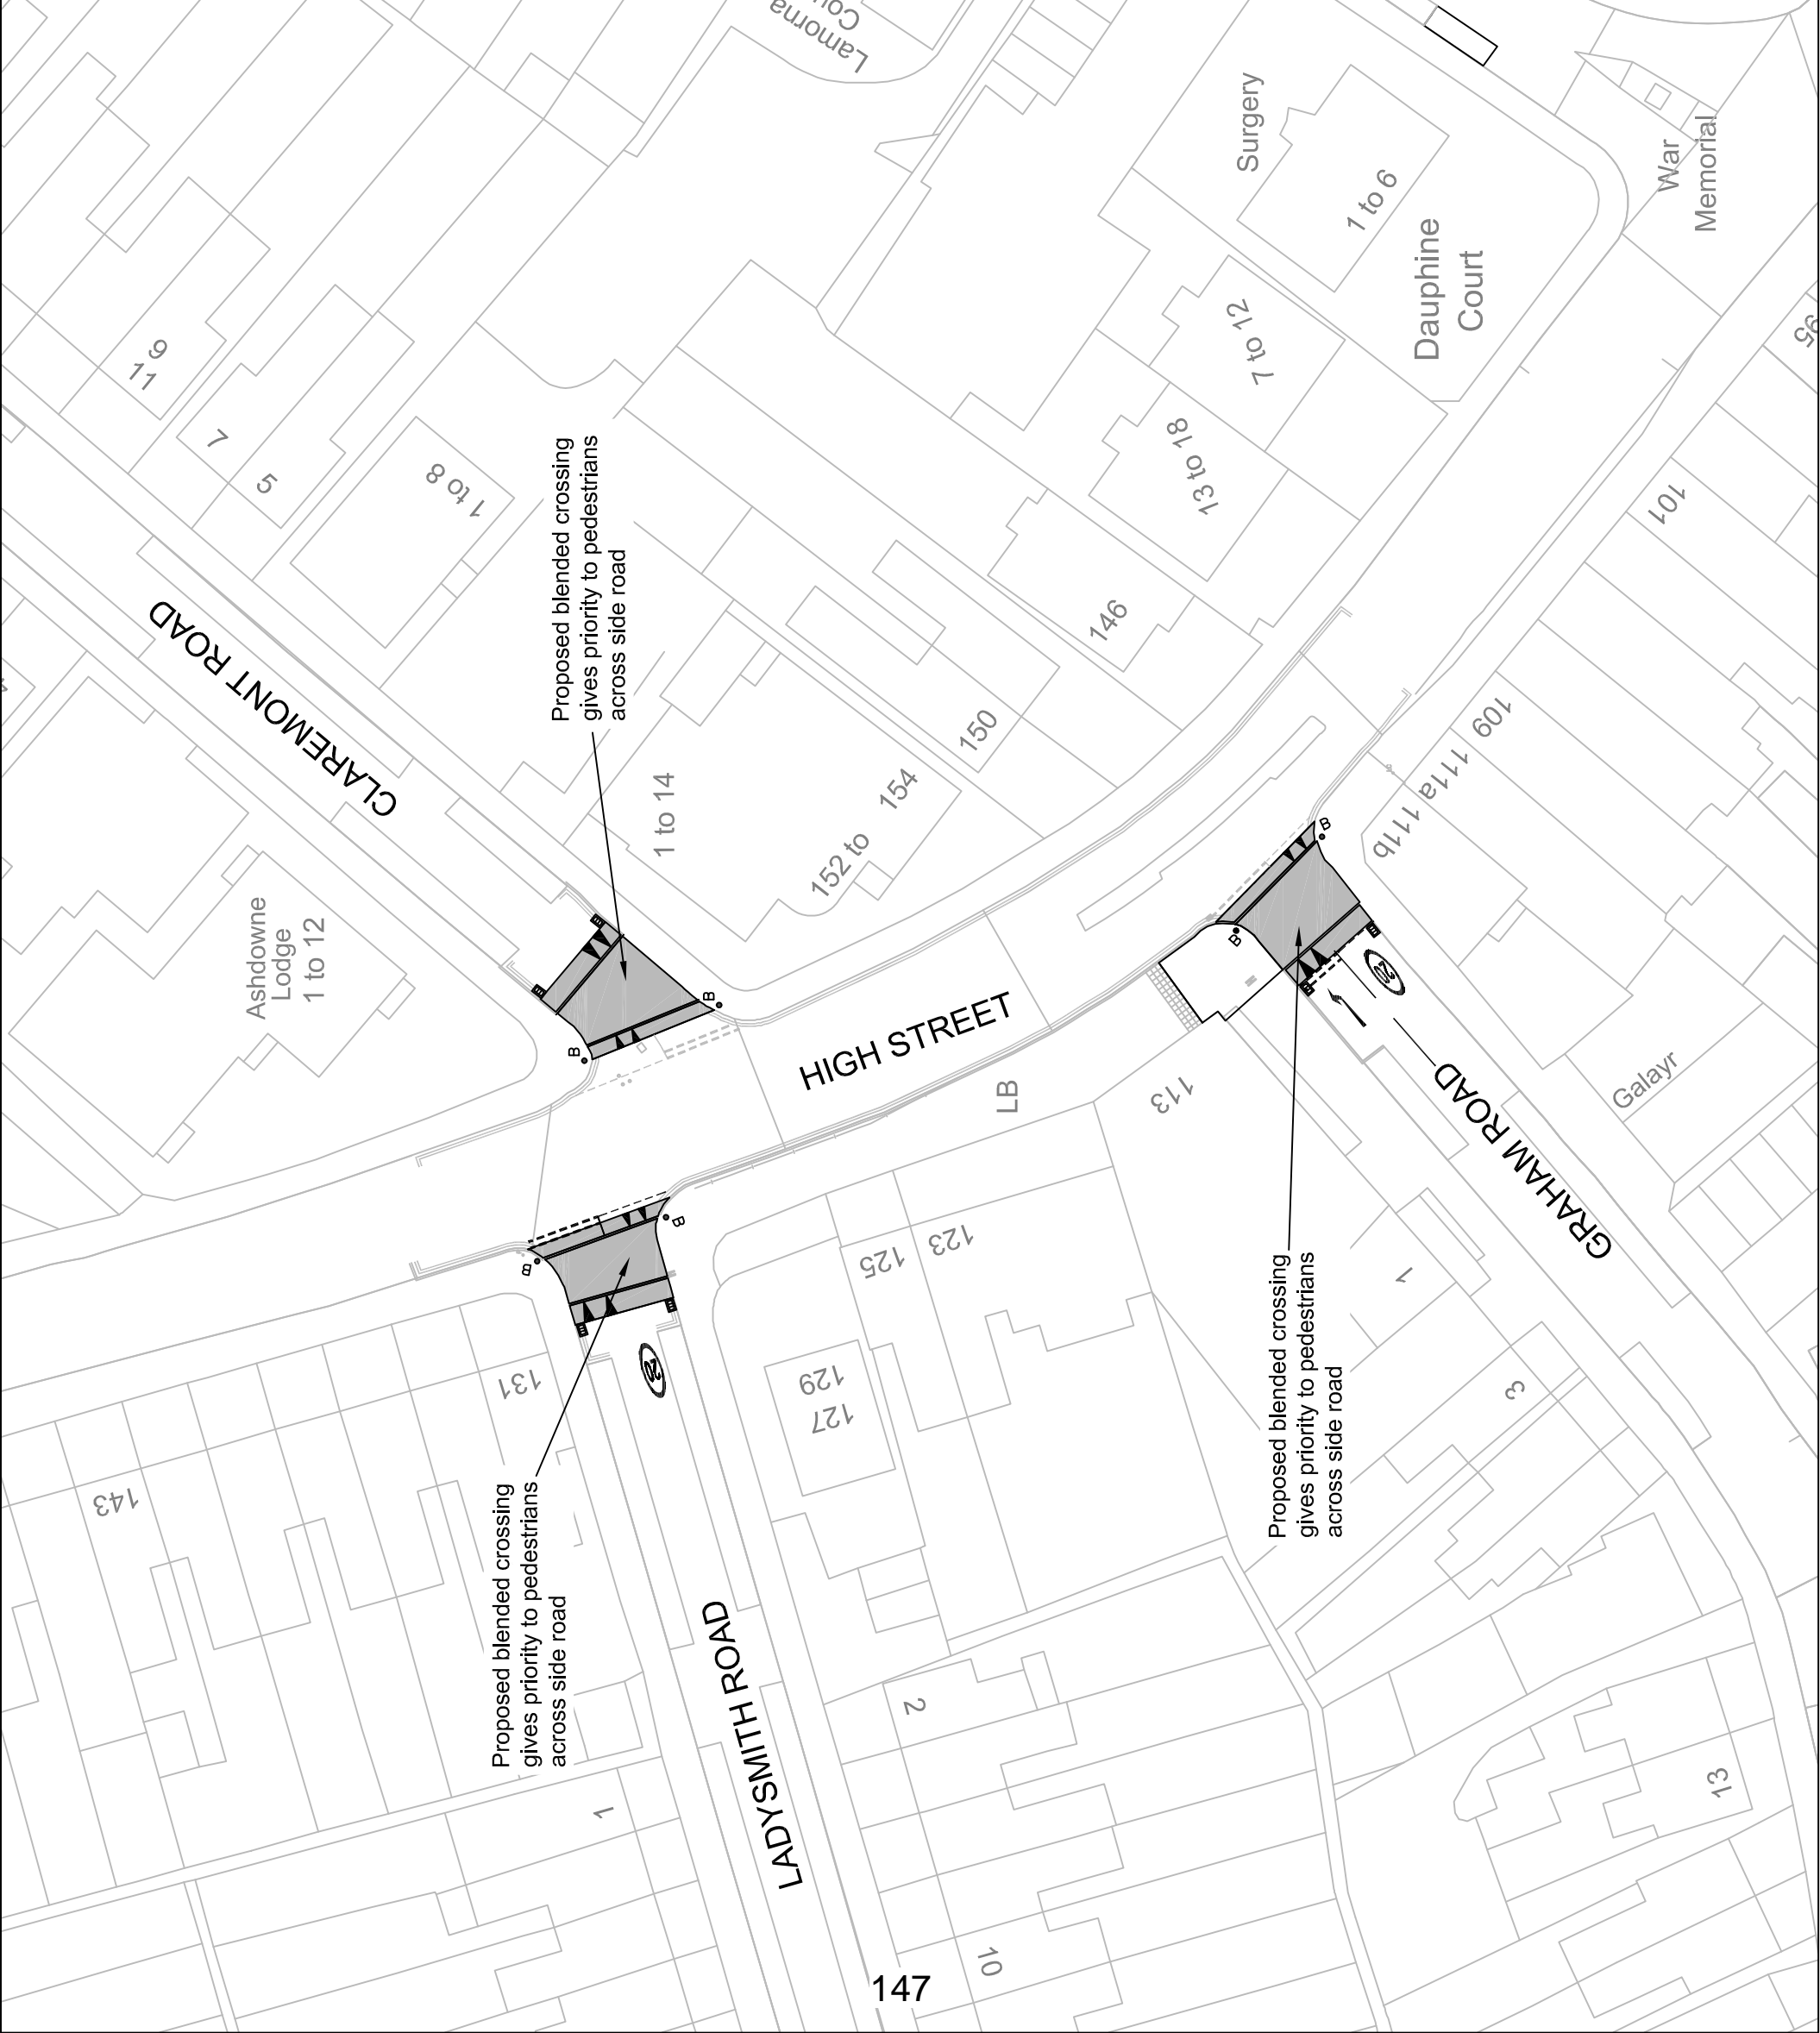 Lamorna
Cou
Surgery
1 to 6
War
Memorial
Dauphine
Court
7 to 12
13 to 18
95
101
9
11
7
5
1 to 8
Proposed blended crossing
gives priority to pedestrians
across side road
CLAREMONT ROAD
146
150
154
152 to
1 to 14
109
111a
111b
Ashdowne
Lodge
1 to 12
B
B
B
B
20
HIGH STREET
LB
113
GRAHAM ROAD
Galayr
B
B
20
131
125
123
129
127
143
Proposed blended crossing
gives priority to pedestrians
across side road
Proposed blended crossing
gives priority to pedestrians
across side road
1
3
LADYSMITH ROAD
2
1
10
13
147